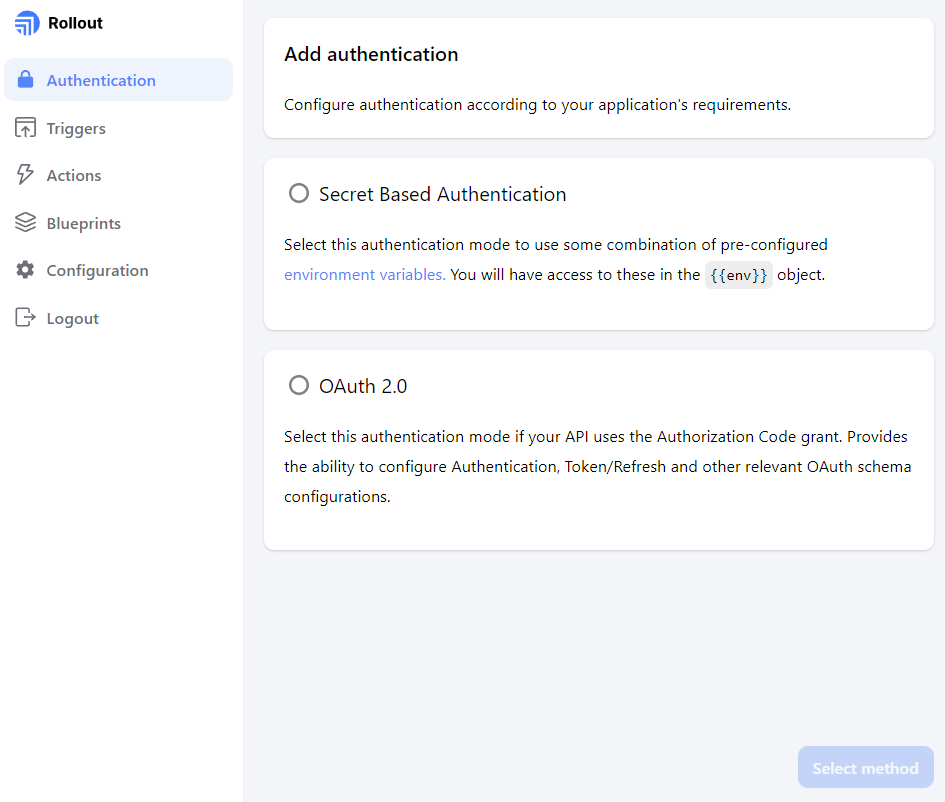 Rollout
Authentication
Triggers
Actions
Blueprints
Configuration
Logout
Add authentication
Configure authentication according to your application's requirements.
Secret Based Authentication
Select this authentication mode to use some combination of pre-configured
environment variables. You will have access to these in the {{env}} object.
OAuth 2.0
Select this authentication mode if your API uses the Authorization Code grant. Provides
the ability to configure Authentication, Token/Refresh and other relevant OAuth schema
configurations.
Select method